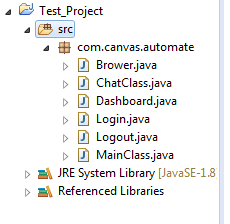 Test_Project
src
com.canvas.automate
Brower.java
ChatClass.java
Dashboard.java
Login.java
Logout.java
MainClass.java
JRE System Library [JavaSE-1.8
Referenced Libraries